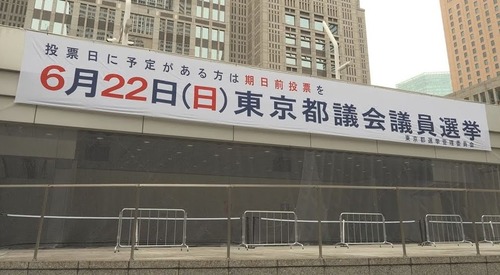 投票日に予定がある方は期日前投票を
6月22日(日)東京都議会議員選挙
東京都選挙管理委員会